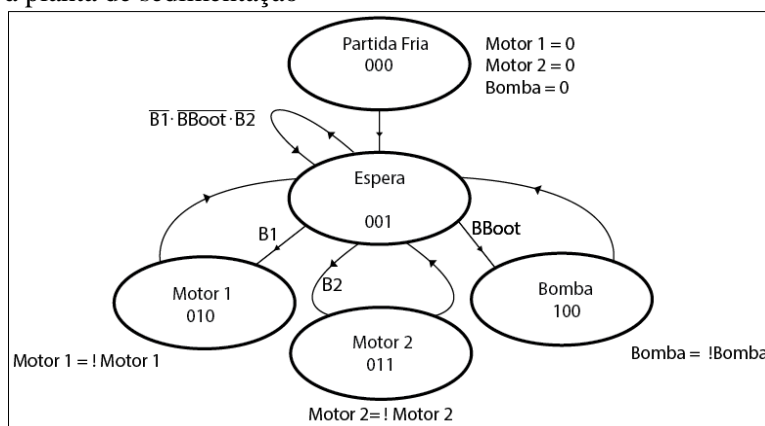 a planta de sedimentação
Partida Fria
000
Motor 1 = 0
Motor 2 = 0
Bomba = 0
B1·BBoot·B2
Espera
001
B1
BBoot
B2
Motor 1
010
Bomba
100
Motor 2
011
Motor 1 = ! Motor 1
Bomba = !Bomba
Motor 2= ! Motor 2